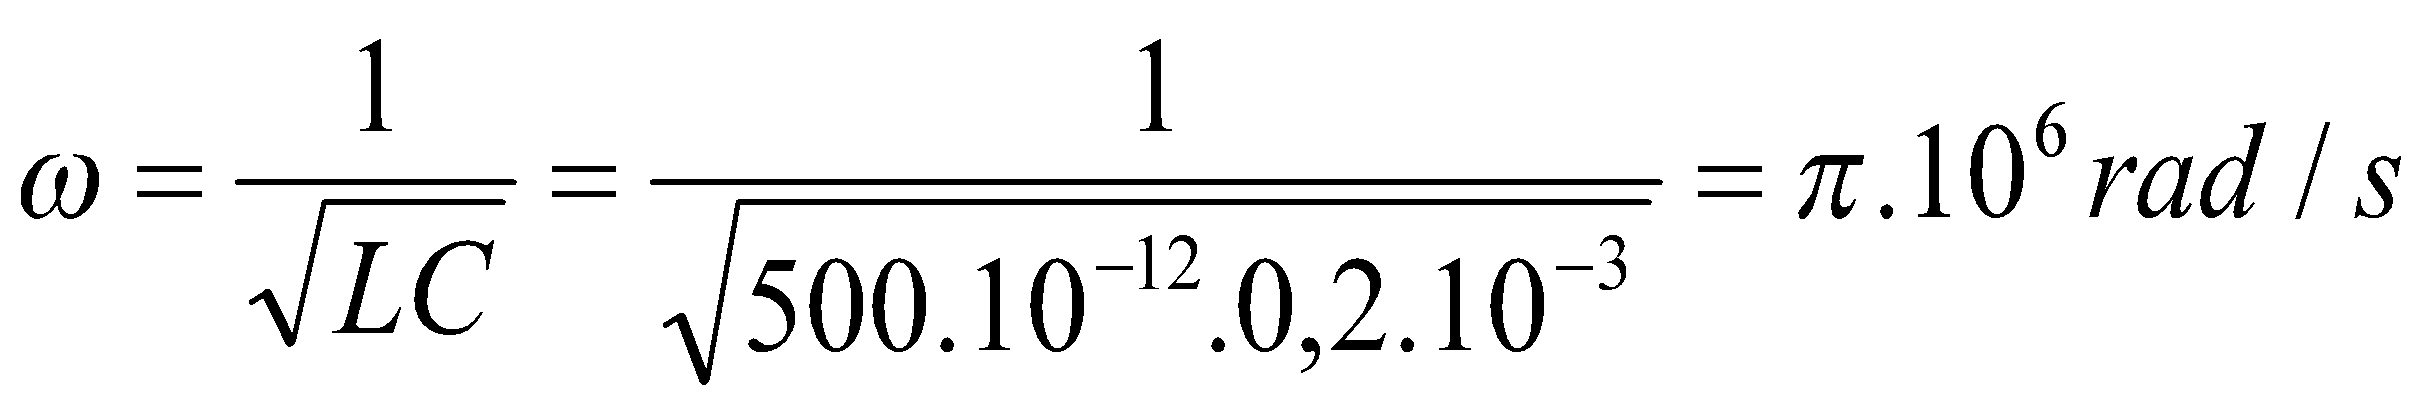 ω = 1/√(LC) = 1/√(500.10⁻¹².0,2.10⁻³) = π.10⁶ rad / s